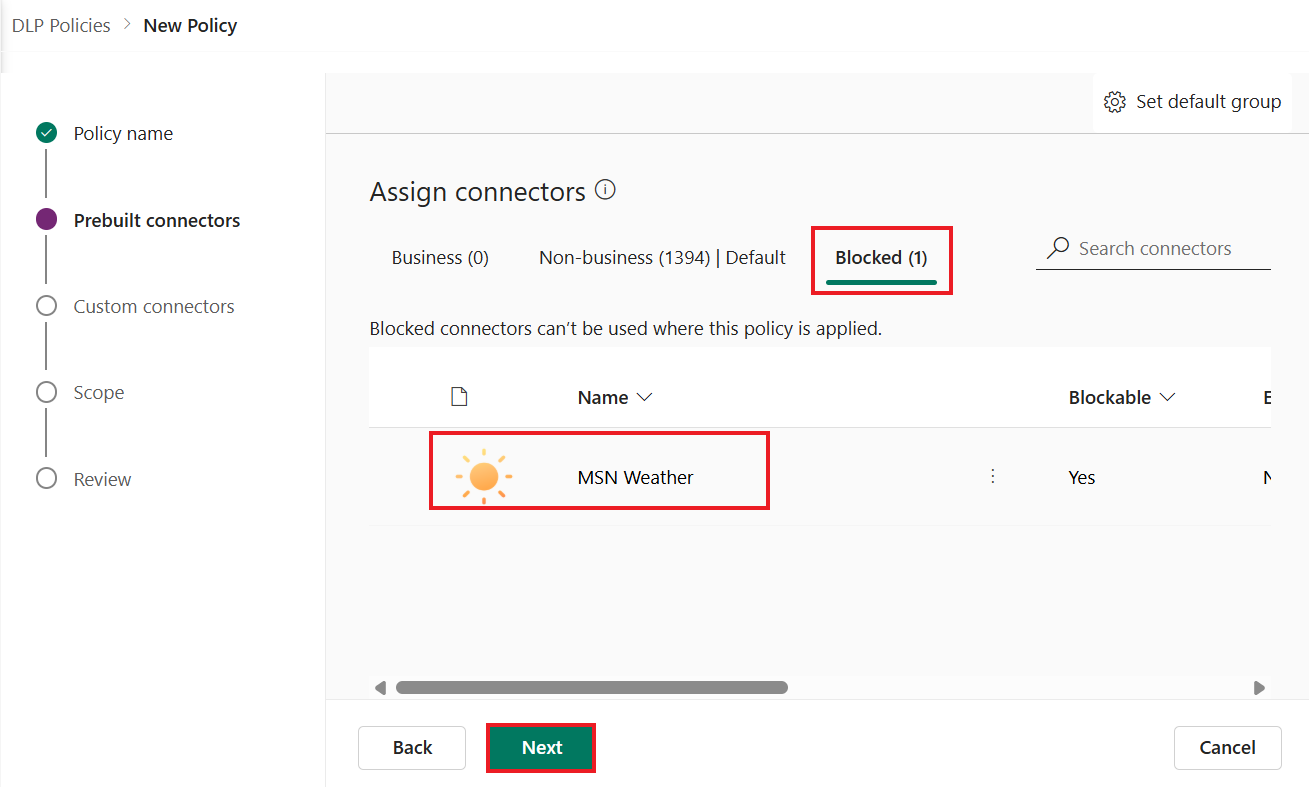 DLP Policies > New Policy
Set default group
Policy name
Prebuilt connectors
Custom connectors
Scope
Review
Assign connectors
Business (0) Non-business (1394) | Default Blocked (1)
Search connectors
Blocked connectors can't be used where this policy is applied.
Name Blockable
MSN Weather Yes
Back Next Cancel